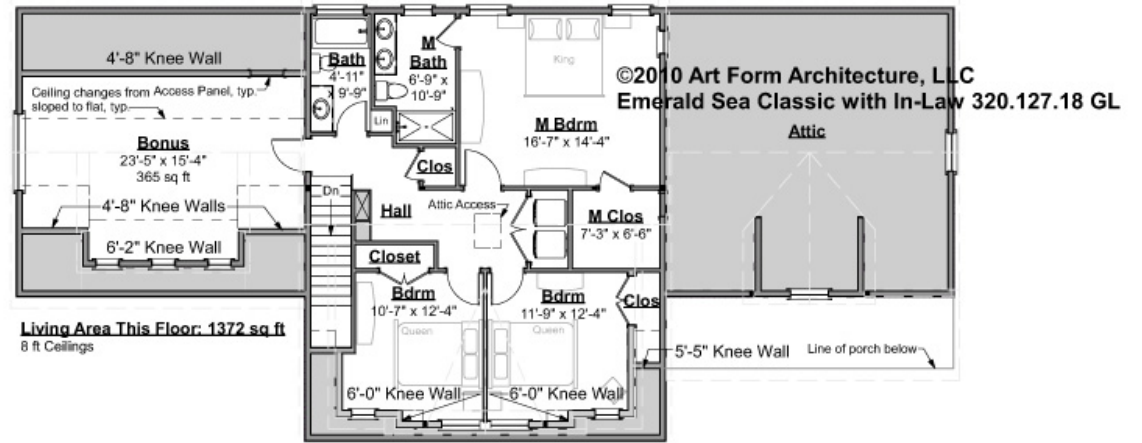 4'-8" Knee Wall
Ceiling changes from
sloped to flat, typ.
Access Panel, typ.
Bonus
23'-5" x 15'-4"
365 sq ft
4'-8" Knee Walls
6'-2" Knee Wall
Living Area This Floor: 1372 sq ft
8 ft Ceilings
Bath
4'-11"
9'-9"
Lin
M
Bath
6'-9" x
10'-9"
King
©2010 Art Form Architecture, LLC
Emerald Sea Classic with In-Law 320.127.18 GL
M Bdrm
16'-7" x 14'-4"
Attic
Clos
Dn
Hall
Attic Access
M Clos
7'-3" x 6'-6"
Closet
Bdrm
10'-7" x 12'-4"
Queen
6'-0" Knee Wall
Bdrm
11'-9" x 12'-4"
Queen
6'-0" Knee Wall
Clos
5'-5" Knee Wall
Line of porch below